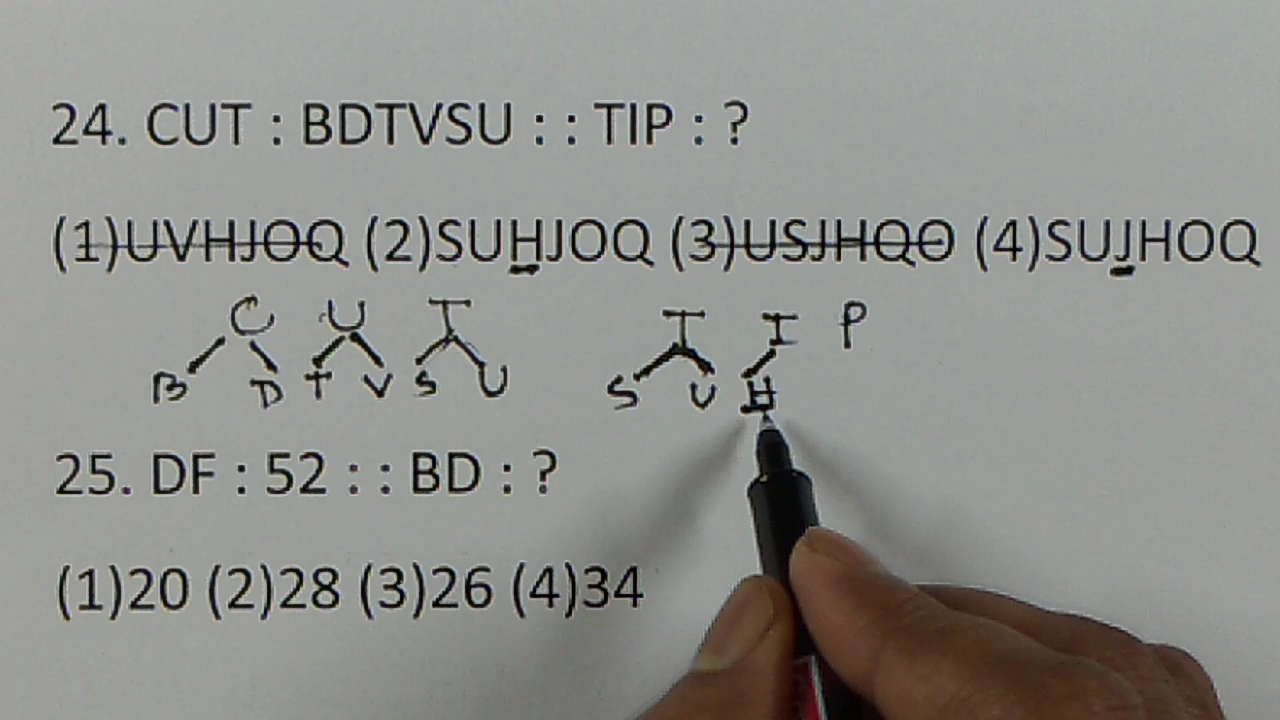 24. CUT : BDTVSU : : TIP : ?
(1)UVHJOQ (2)SUHJOQ (3)USJHQO (4)SUJHOQ
C U T T I P
B D T V S U S U H
25. DF : 52 : : BD : ?
(1)20 (2)28 (3)26 (4)34